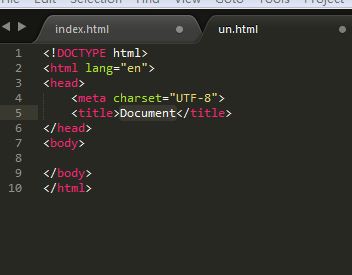 File Edit Selection Find View Goto Tools Project
index.html un.html
1 <!DOCTYPE html>
2 <html lang="en">
3 <head>
4 <meta charset="UTF-8">
5 <title>Document</title>
6 </head>
7 <body>
8
9 </body>
10 </html>